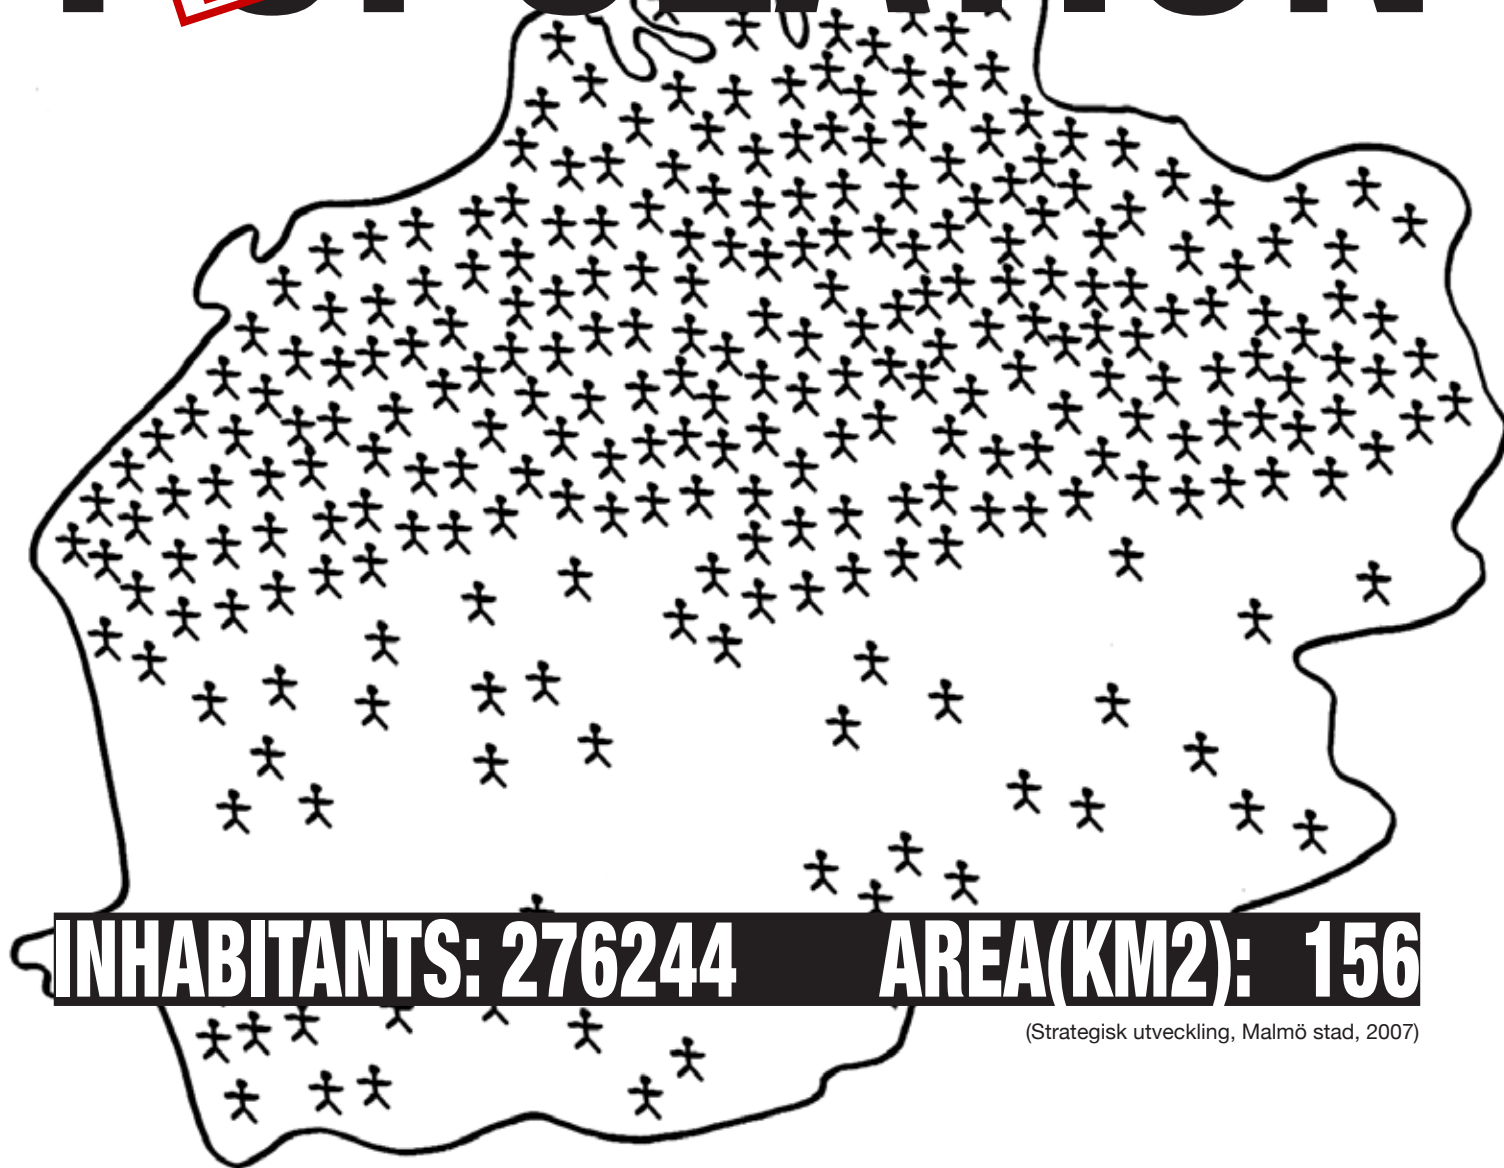 INHABITANTS: 276244 AREA(KM2): 156
(Strategisk utveckling, Malmö stad, 2007)